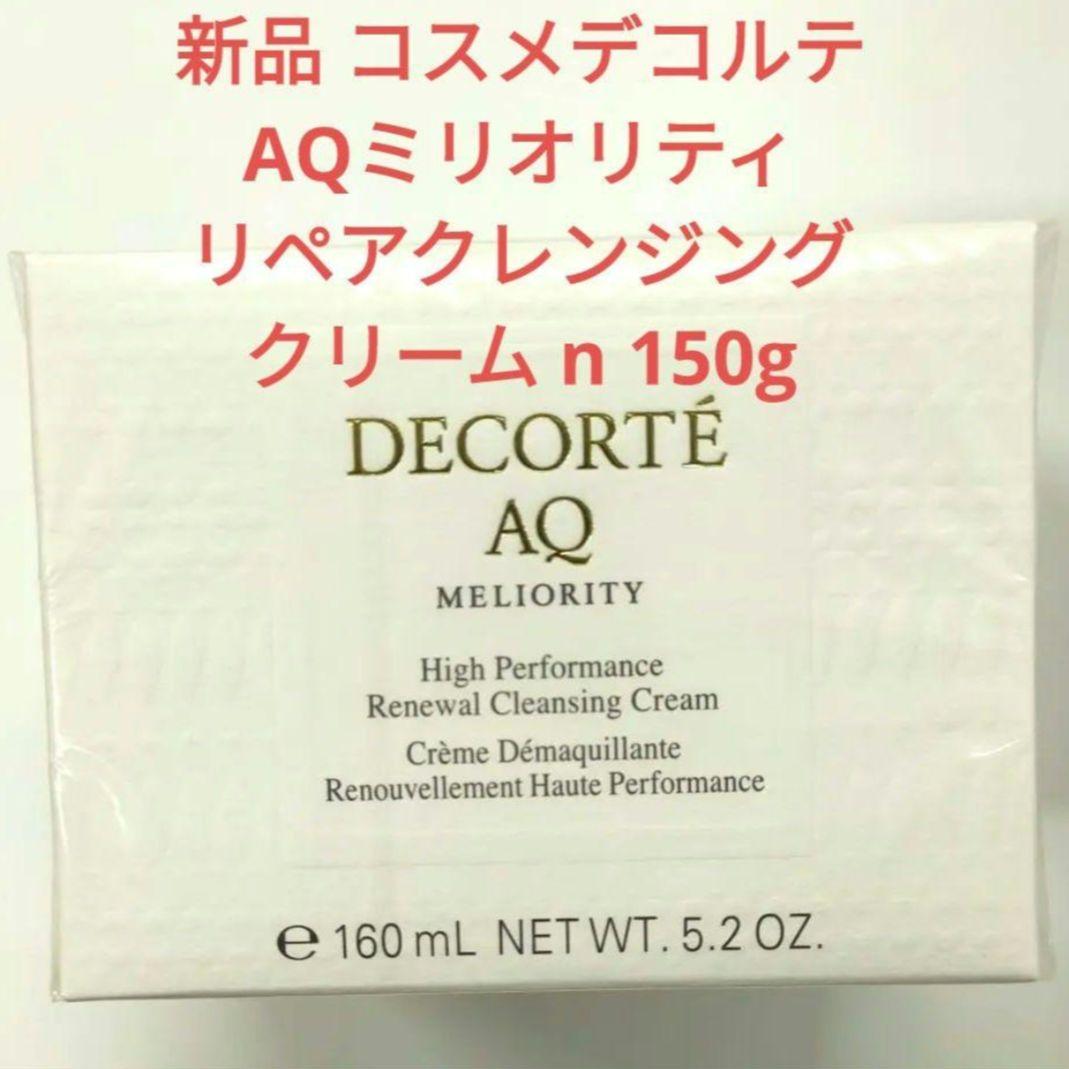 新品 コスメデコルテ
AQミリオリティ
リペアクレンジング
クリーム n 150g
DECORTÉ
AQ
MELIORITY
High Performance
Renewal Cleansing Cream
Crème Démaquillante
Renouvellement Haute Performance
℮ 160 mL NET WT. 5.2 OZ.